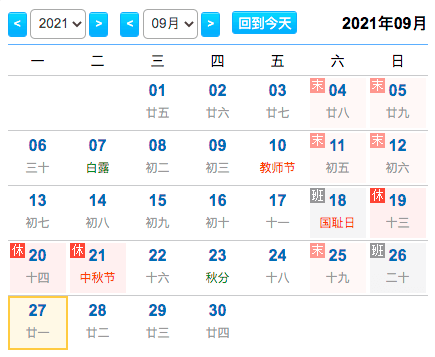 < 2021 > < 09月 > 回到今天 2021年09月
一 二 三 四 五 六 日
01 02 03 末 04 末 05
廿五 廿六 廿七 廿八 廿九
06 07 08 09 10 末 11 末 12
三十 白露 初二 初三 教师节 初五 初六
13 14 15 16 17 班 18 休 19
初七 初八 初九 初十 十一 国耻日 十三
休 20 休 21 22 23 24 末 25 班 26
十四 中秋节 十六 秋分 十八 十九 二十
27 28 29 30
廿一 廿二 廿三 廿四